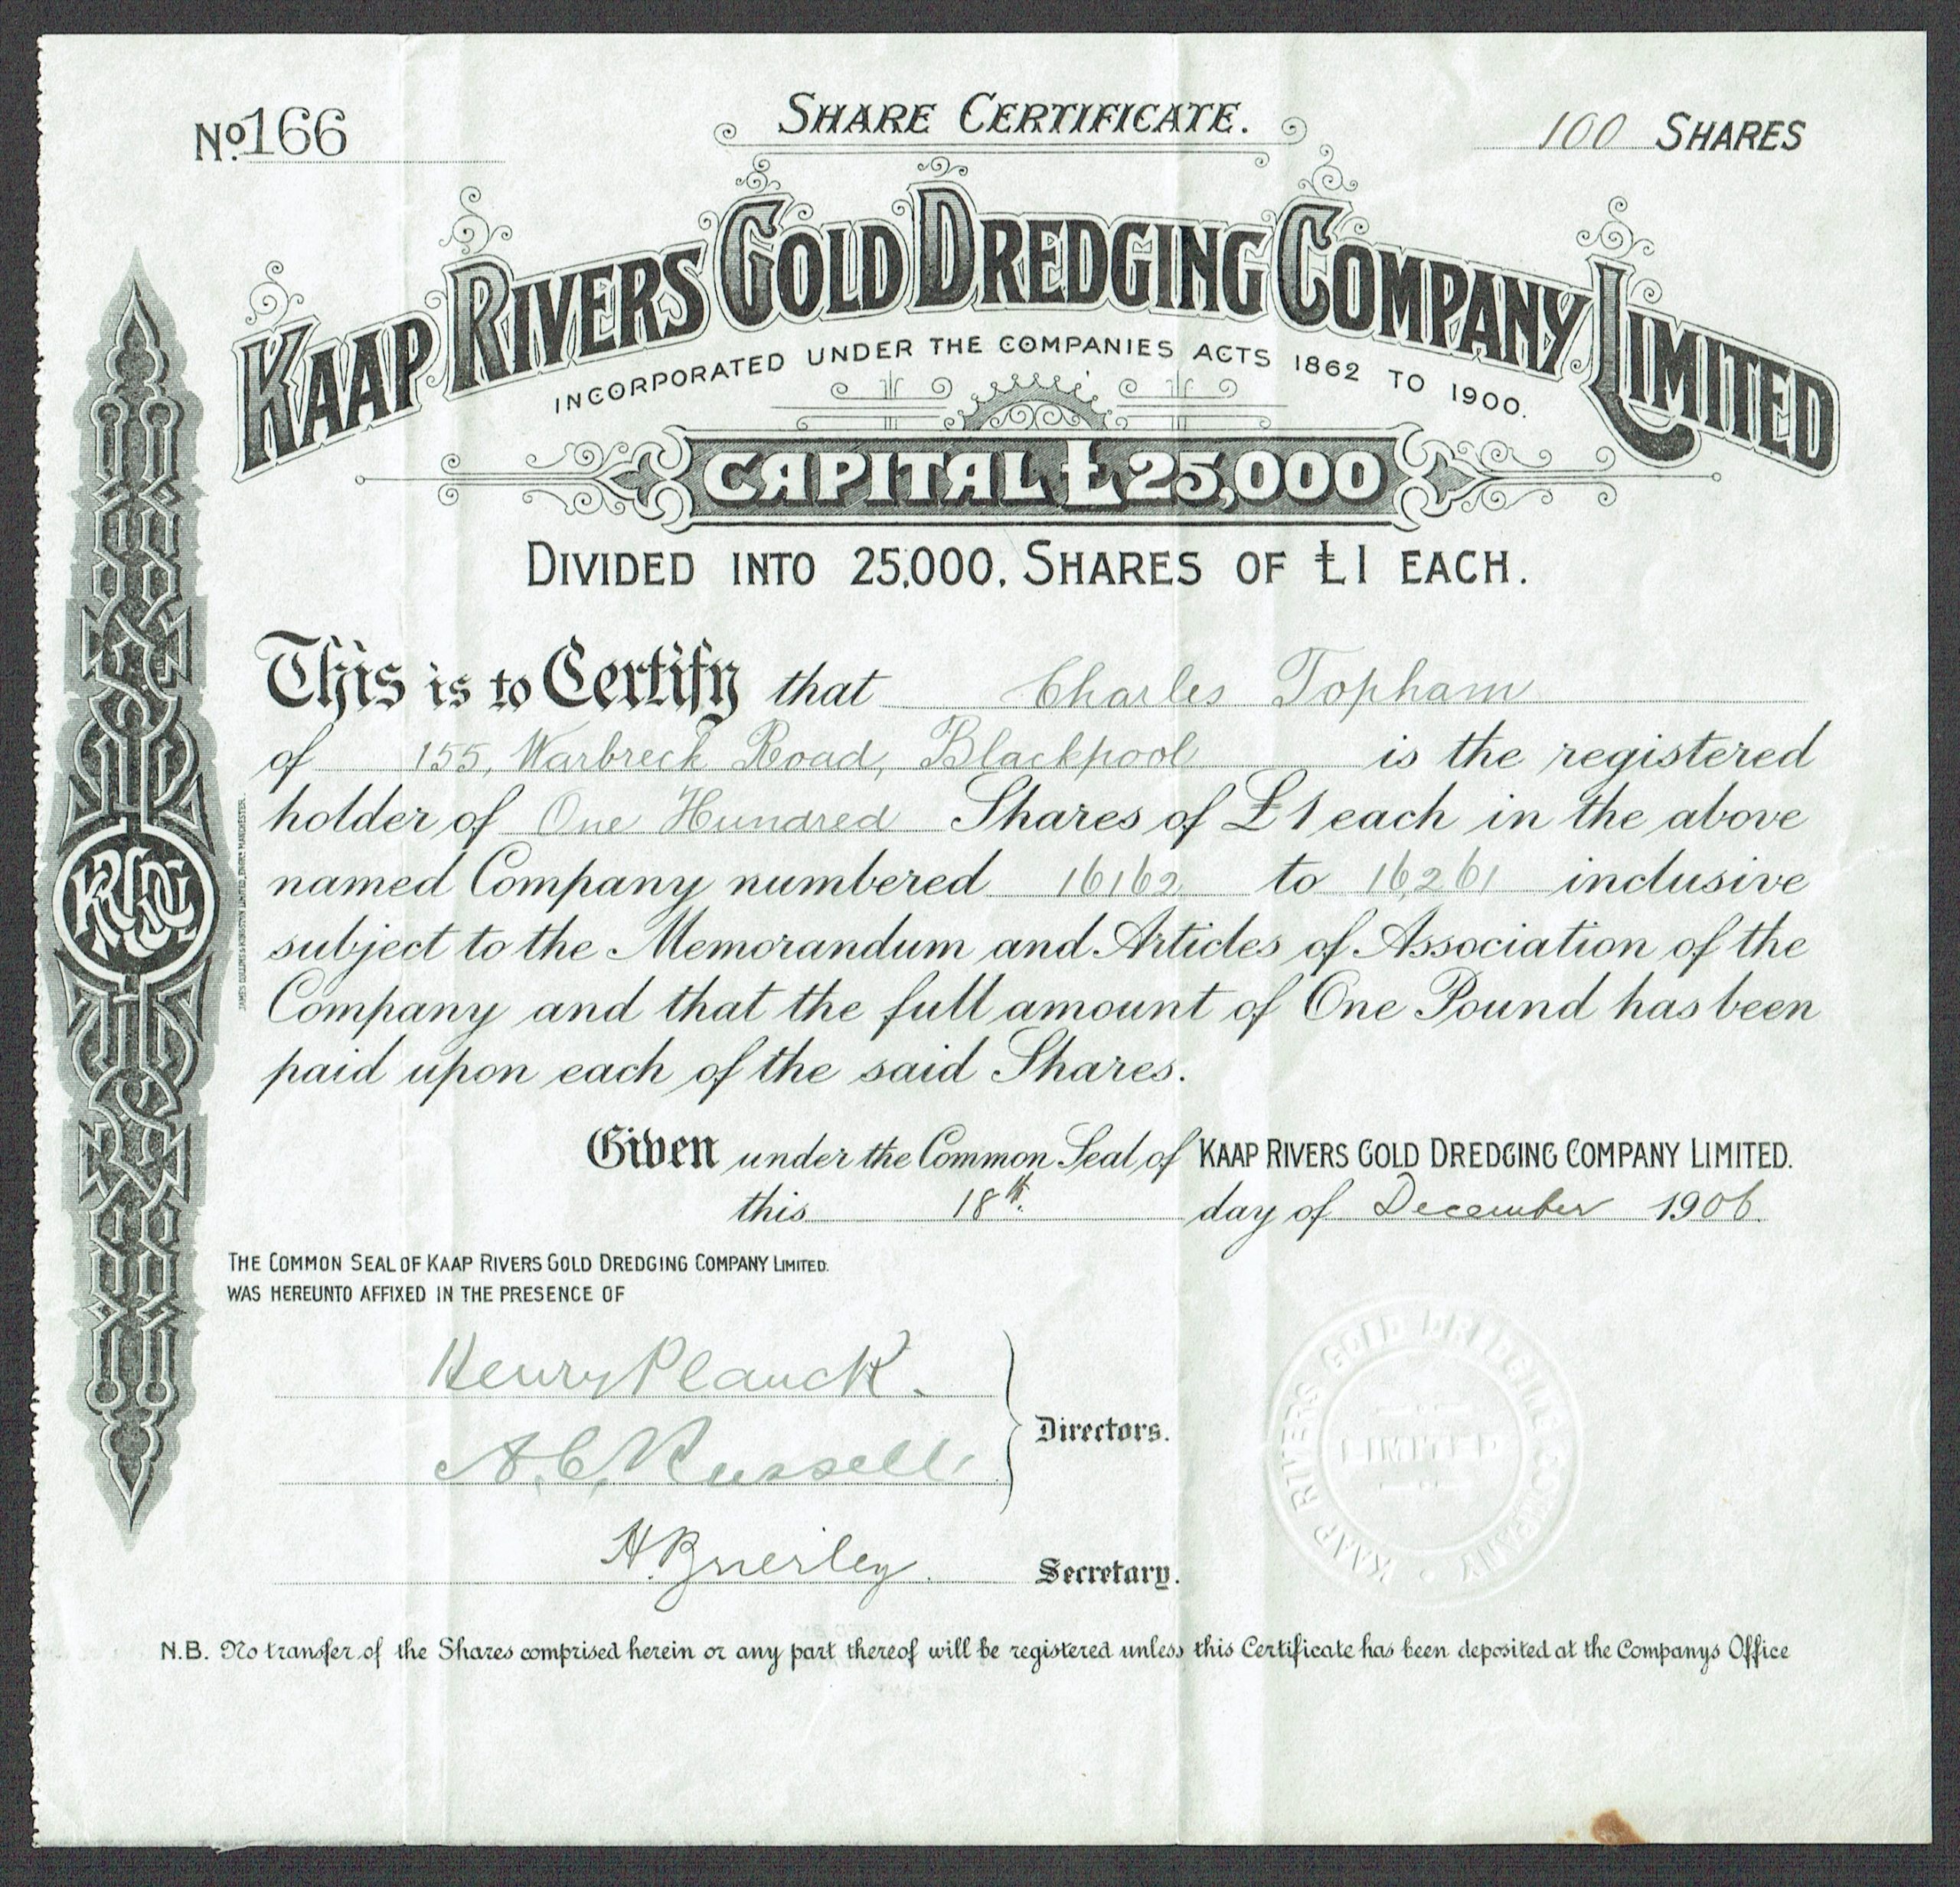 No. 166
SHARE CERTIFICATE.
100 SHARES
KAAP RIVERS GOLD DREDGING COMPANY LIMITED
INCORPORATED UNDER THE COMPANIES ACTS 1862 TO 1900.
CAPITAL £25,000
DIVIDED INTO 25,000, SHARES OF £1 EACH.
This is to Certify that Charles Topham
of 155, Warbreck Road, Blackpool is the registered
holder of One Hundred Shares of £1 each in the above
named Company numbered 16162 to 16,261 inclusive
subject to the Memorandum and Articles of Association of the
Company and that the full amount of One Pound has been
paid upon each of the said Shares.
Given under the Common Seal of KAAP RIVERS GOLD DREDGING COMPANY LIMITED.
this 18th. day of December 1906.
THE COMMON SEAL OF KAAP RIVERS GOLD DREDGING COMPANY LIMITED.
WAS HEREUNTO AFFIXED IN THE PRESENCE OF
Henry Planck.
A. C. Russell.
Directors.
H. Brierley.
Secretary.
KAAP RIVERS GOLD DREDGING COMPANY
LIMITED
N.B. No transfer of the Shares comprised herein or any part thereof will be registered unless this Certificate has been deposited at the Companys Office